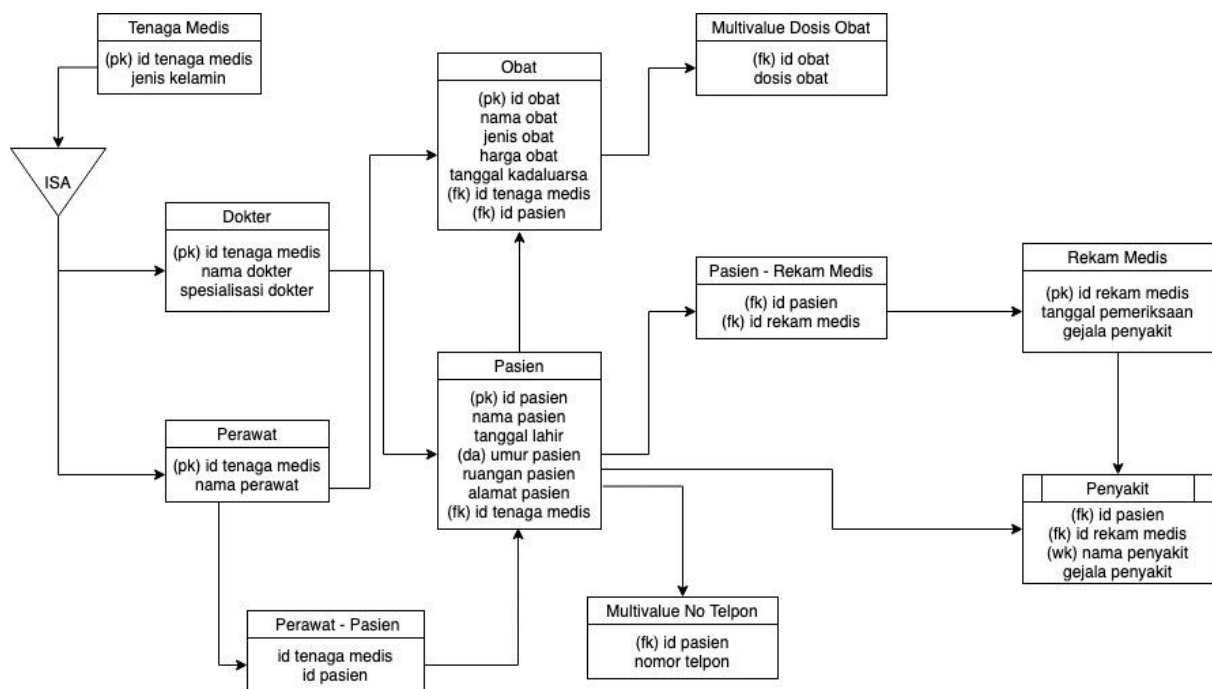 Tenaga Medis
(pk) id tenaga medis
jenis kelamin
ISA
Dokter
(pk) id tenaga medis
nama dokter
spesialisasi dokter
Perawat
(pk) id tenaga medis
nama perawat
Perawat - Pasien
id tenaga medis
id pasien
Obat
(pk) id obat
nama obat
jenis obat
harga obat
tanggal kadaluarsa
(fk) id tenaga medis
(fk) id pasien
Pasien
(pk) id pasien
nama pasien
tanggal lahir
(da) umur pasien
ruangan pasien
alamat pasien
(fk) id tenaga medis
Multivalue Dosis Obat
(fk) id obat
dosis obat
Pasien - Rekam Medis
(fk) id pasien
(fk) id rekam medis
Multivalue No Telpon
(fk) id pasien
nomor telpon
Rekam Medis
(pk) id rekam medis
tanggal pemeriksaan
gejala penyakit
Penyakit
(fk) id pasien
(fk) id rekam medis
(wk) nama penyakit
gejala penyakit